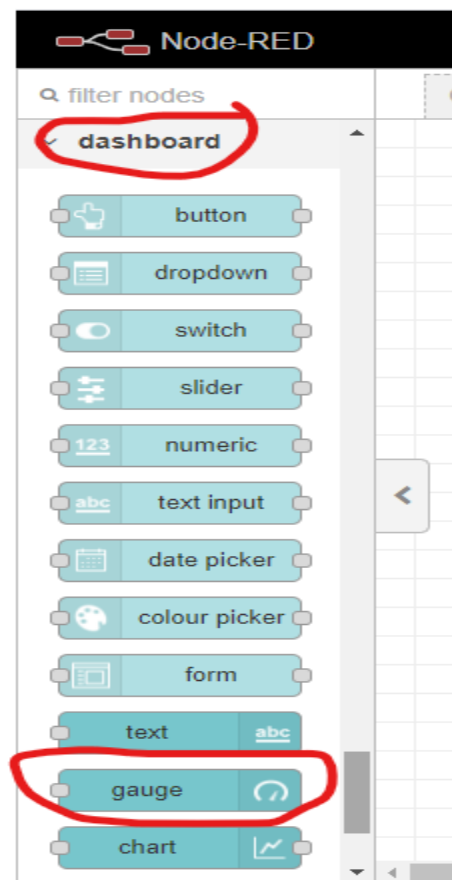 Node-RED
filter nodes
dashboard
button
dropdown
switch
slider
123 numeric
abc text input
date picker
colour picker
form
text abc
gauge
chart